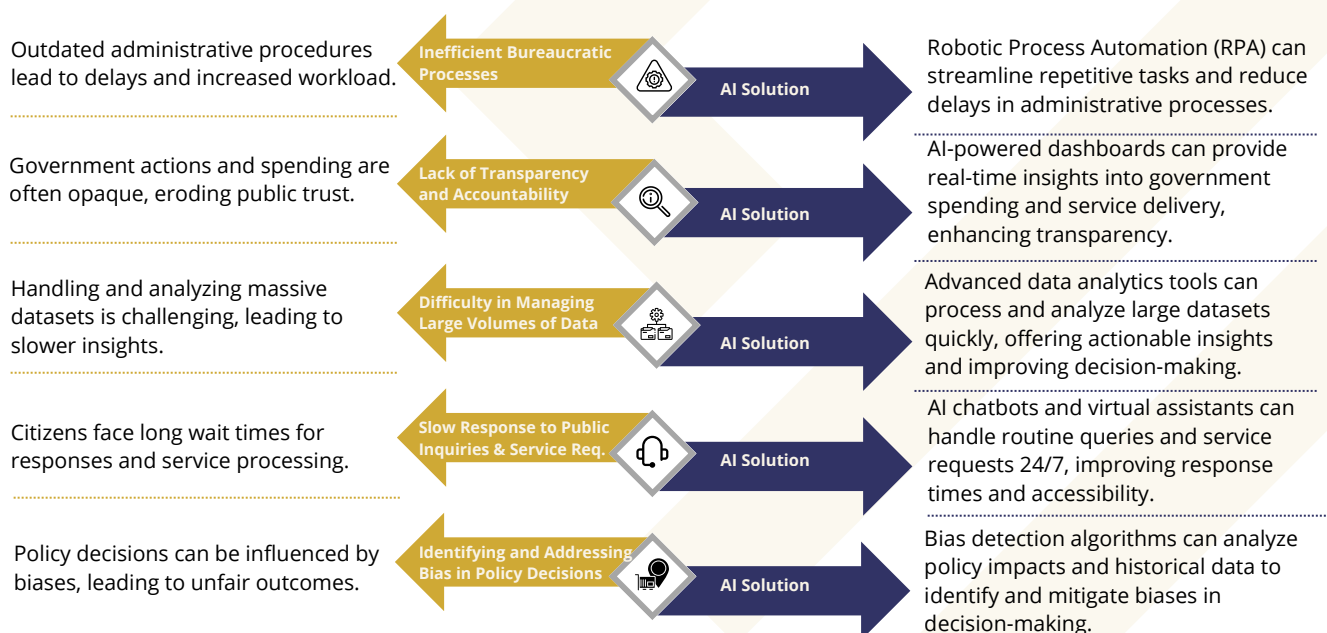 Outdated administrative procedures
lead to delays and increased workload.
Inefficient Bureaucratic
Processes
AI Solution
Robotic Process Automation (RPA) can
streamline repetitive tasks and reduce
delays in administrative processes.
Government actions and spending are
often opaque, eroding public trust.
Lack of Transparency
and Accountability
AI Solution
AI-powered dashboards can provide
real-time insights into government
spending and service delivery,
enhancing transparency.
Handling and analyzing massive
datasets is challenging, leading to
slower insights.
Difficulty in Managing
Large Volumes of Data
AI Solution
Advanced data analytics tools can
process and analyze large datasets
quickly, offering actionable insights
and improving decision-making.
Citizens face long wait times for
responses and service processing.
Slow Response to Public
Inquiries & Service Req.
AI Solution
AI chatbots and virtual assistants can
handle routine queries and service
requests 24/7, improving response
times and accessibility.
Policy decisions can be influenced by
biases, leading to unfair outcomes.
Identifying and Addressing
Bias in Policy Decisions
AI Solution
Bias detection algorithms can analyze
policy impacts and historical data to
identify and mitigate biases in
decision-making.